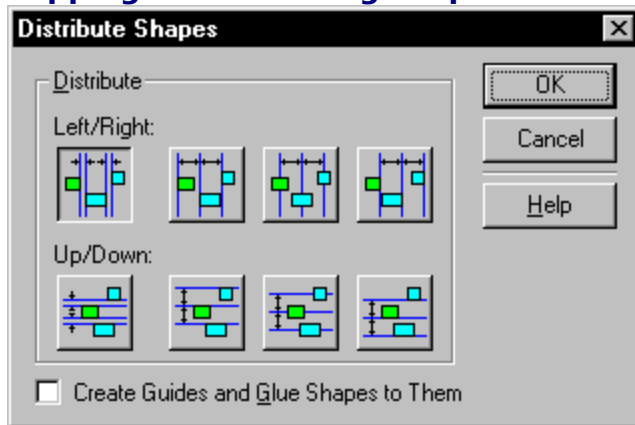 Distribute Shapes
Distribute
OK
Left/Right:
Cancel
Help
Up/Down:
Create Guides and Glue Shapes to Them